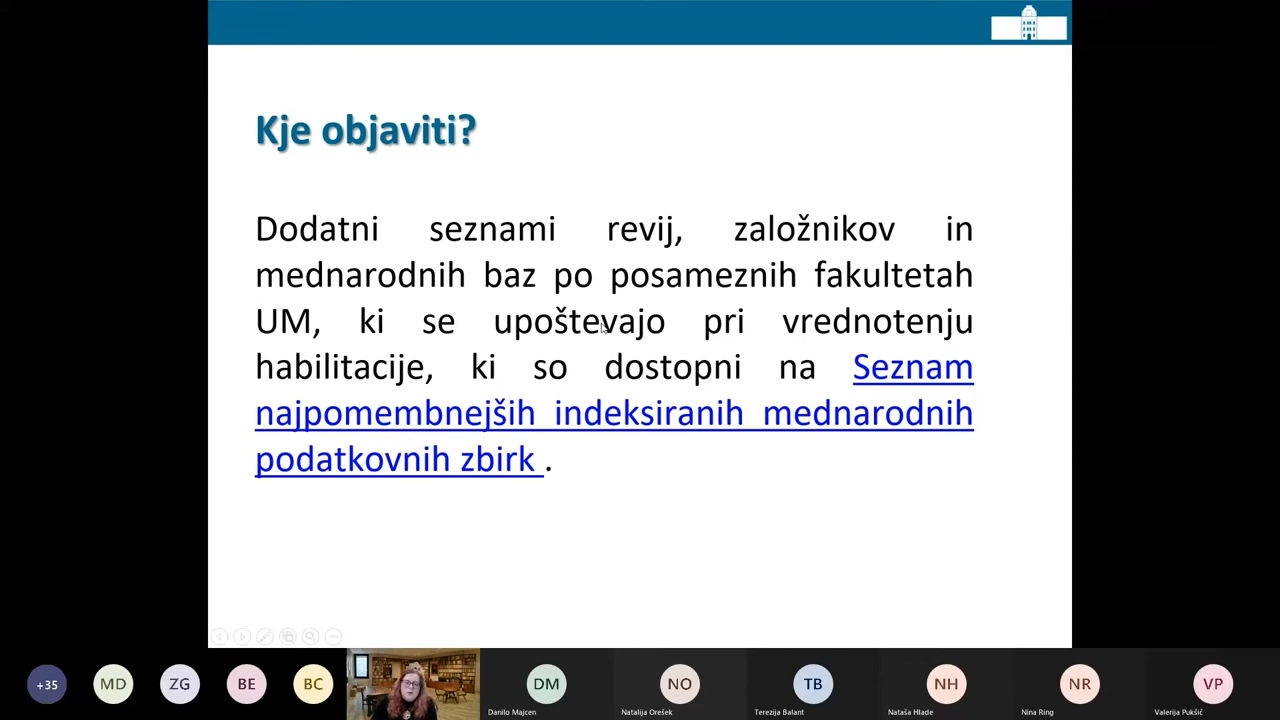 Kje objaviti?
Dodatni seznami revij, založnikov in
mednarodnih baz po posameznih fakultetah
UM, ki se upoštevajo pri vrednotenju
habilitacije, ki so dostopni na Seznam
najpomembnejših indeksiranih mednarodnih
podatkovnih zbirk .
+35 MD ZG BE BC DM NO TB NH NR VP
Danilo Majcen Natalija Orešek Terezija Balant Nataša Hlade Nina Ring Valerija Pukšič